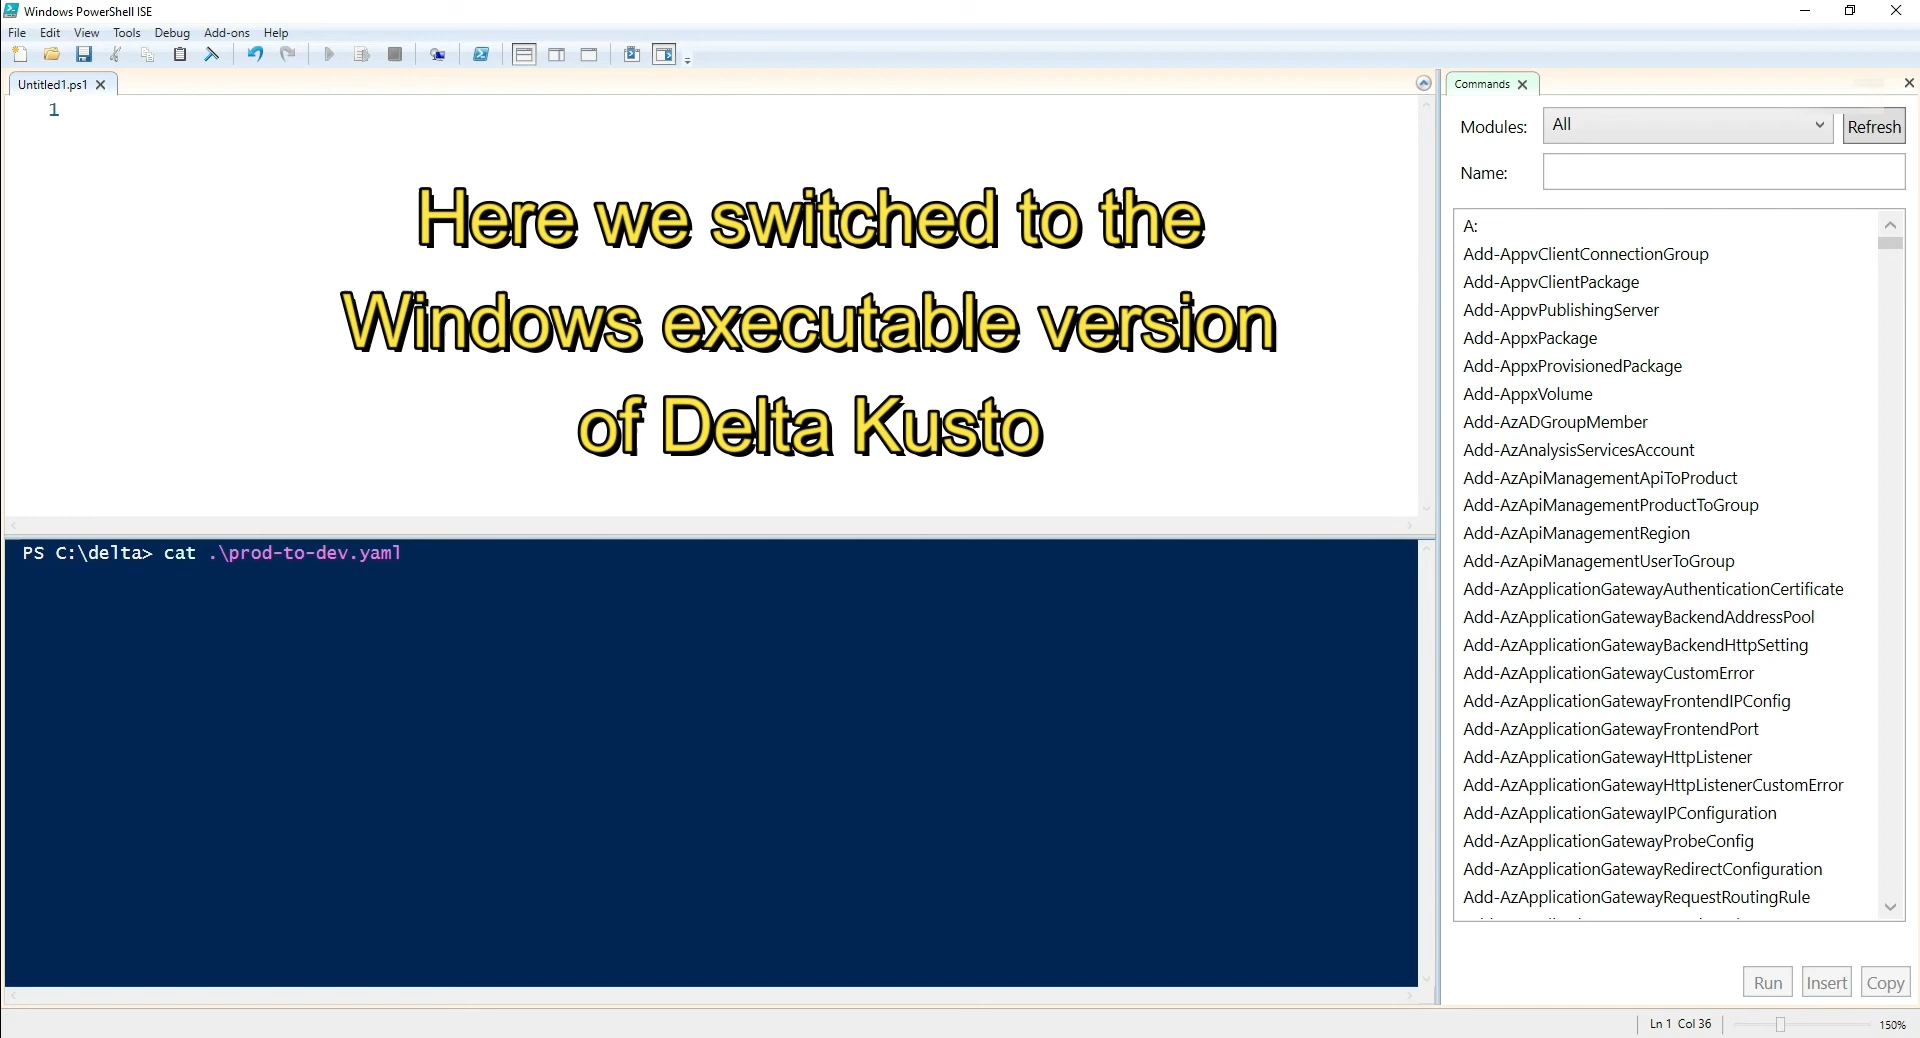 Windows PowerShell ISE
File Edit View Tools Debug Add-ons Help
Untitled1.ps1
1
Here we switched to the
Windows executable version
of Delta Kusto
PS C:\delta> cat .\prod-to-dev.yaml
Commands
Modules: All Refresh
Name:
A:
Add-AppvClientConnectionGroup
Add-AppvClientPackage
Add-AppvPublishingServer
Add-AppxPackage
Add-AppxProvisionedPackage
Add-AppxVolume
Add-AzADGroupMember
Add-AzAnalysisServicesAccount
Add-AzApiManagementApiToProduct
Add-AzApiManagementProductToGroup
Add-AzApiManagementRegion
Add-AzApiManagementUserToGroup
Add-AzApplicationGatewayAuthenticationCertificate
Add-AzApplicationGatewayBackendAddressPool
Add-AzApplicationGatewayBackendHttpSetting
Add-AzApplicationGatewayCustomError
Add-AzApplicationGatewayFrontendIPConfig
Add-AzApplicationGatewayFrontendPort
Add-AzApplicationGatewayHttpListener
Add-AzApplicationGatewayHttpListenerCustomError
Add-AzApplicationGatewayIPConfiguration
Add-AzApplicationGatewayProbeConfig
Add-AzApplicationGatewayRedirectConfiguration
Add-AzApplicationGatewayRequestRoutingRule
Run Insert Copy
Ln 1 Col 36 150%